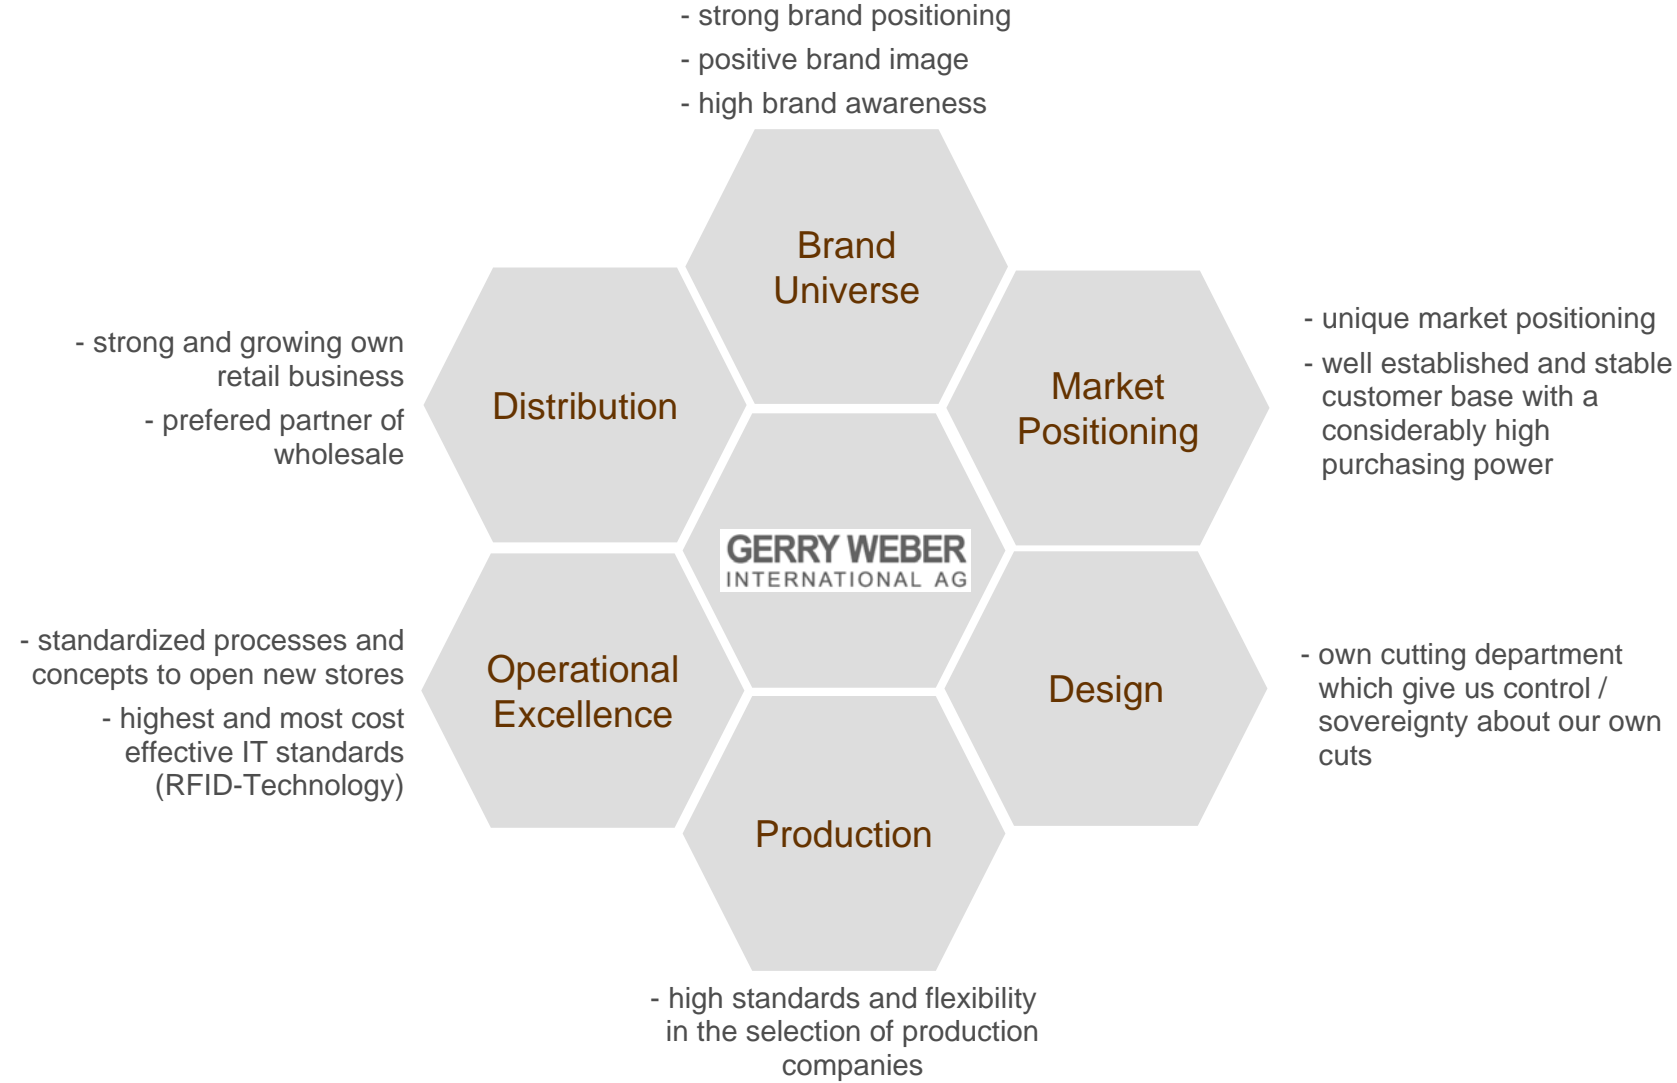 - strong brand positioning
- positive brand image
- high brand awareness
Brand
Universe
- strong and growing own
retail business
- prefered partner of
wholesale
Distribution
Market
Positioning
- unique market positioning
- well established and stable
customer base with a
considerably high
purchasing power
GERRY WEBER
INTERNATIONAL AG
- standardized processes and
concepts to open new stores
- highest and most cost
effective IT standards
(RFID-Technology)
Operational
Excellence
Design
- own cutting department
which give us control /
sovereignty about our own
cuts
Production
- high standards and flexibility
in the selection of production
companies